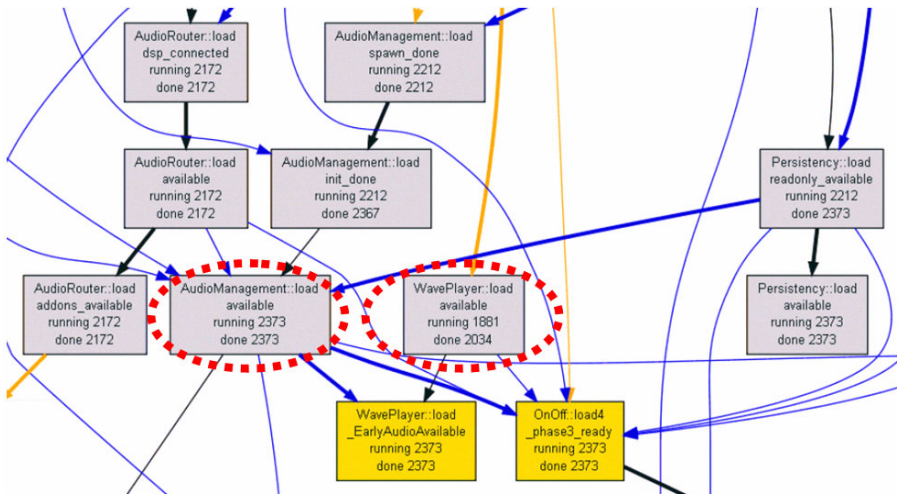 AudioRouter::load
dsp_connected
running 2172
done 2172
AudioManagement::load
spawn_done
running 2212
done 2212
AudioRouter::load
available
running 2172
done 2172
AudioManagement::load
init_done
running 2212
done 2367
Persistency::load
readonly_available
running 2212
done 2373
AudioRouter::load
addons_available
running 2172
done 2172
AudioManagement::load
available
running 2373
done 2373
WavePlayer::load
available
running 1881
done 2034
Persistency::load
available
running 2373
done 2373
WavePlayer::load
_EarlyAudioAvailable
running 2373
done 2373
OnOff::load4
_phase3_ready
running 2373
done 2373